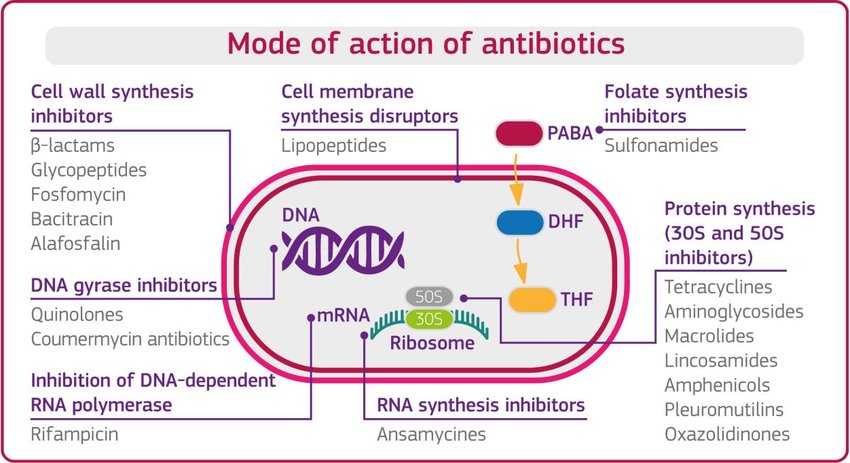 Mode of action of antibiotics
Cell wall synthesis
inhibitors
β-lactams
Glycopeptides
Fosfomycin
Bacitracin
Alafosfalin
Cell membrane
synthesis disruptors
Lipopeptides
PABA
Folate synthesis
inhibitors
Sulfonamides
DNA
DHF
THF
Protein synthesis
(30S and 50S
inhibitors)
Tetracyclines
Aminoglycosides
Macrolides
Lincosamides
Amphenicols
Pleuromutilins
Oxazolidinones
DNA gyrase inhibitors
Quinolones
Coumermycin antibiotics
mRNA
50S
30S
Ribosome
Inhibition of DNA-dependent
RNA polymerase
Rifampicin
RNA synthesis inhibitors
Ansamycines